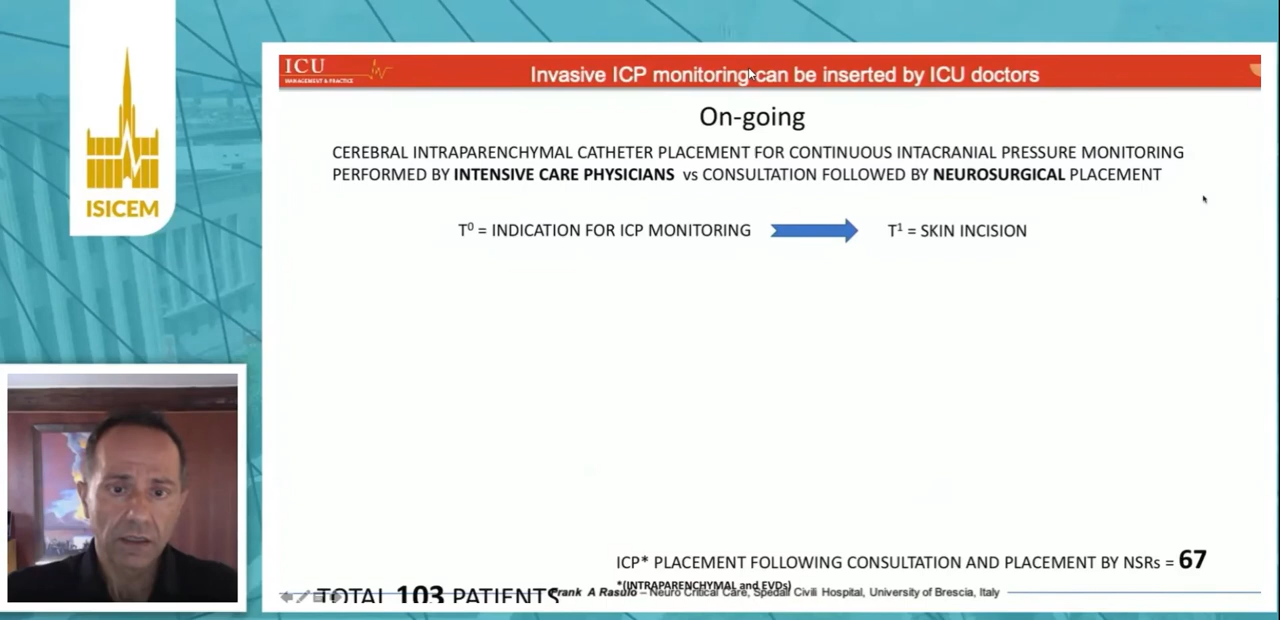 ISICEM
ICU
MANAGEMENT & PRACTICE
Invasive ICP monitoring can be inserted by ICU doctors
On-going
CEREBRAL INTRAPARENCHYMAL CATHETER PLACEMENT FOR CONTINUOUS INTACRANIAL PRESSURE MONITORING
PERFORMED BY INTENSIVE CARE PHYSICIANS vs CONSULTATION FOLLOWED BY NEUROSURGICAL PLACEMENT
T⁰ = INDICATION FOR ICP MONITORING T¹ = SKIN INCISION
ICP* PLACEMENT FOLLOWING CONSULTATION AND PLACEMENT BY NSRs = 67
*(INTRAPARENCHYMAL and EVDs)
TOTAL 103 PATIENTS
Frank A Rasulo – Neuro Critical Care, Spedali Civili Hospital, University of Brescia, Italy